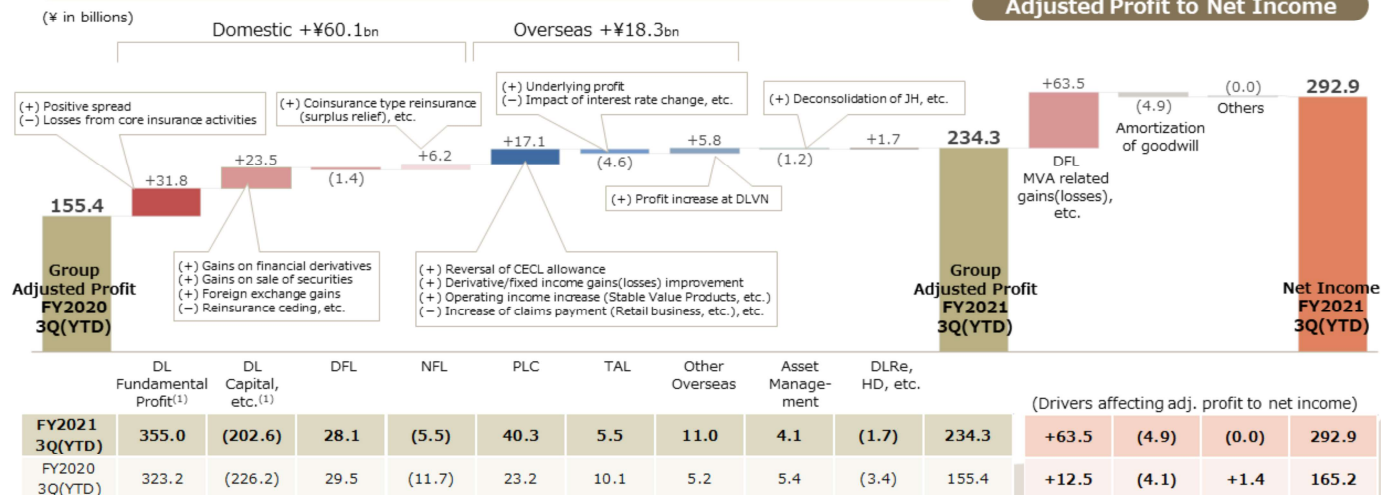 Adjusted Profit to Net Income
(¥ in billions)
Domestic +¥60.1bn
Overseas +¥18.3bn
(+) Positive spread
(−) Losses from core insurance activities
(+) Coinsurance type reinsurance
(surplus relief), etc.
(+) Underlying profit
(−) Impact of interest rate change, etc.
(+) Deconsolidation of JH, etc.
155.4
+31.8
+23.5
(1.4)
+6.2
+17.1
(4.6)
+5.8
(1.2)
+1.7
234.3
+63.5
(4.9)
(0.0)
292.9
DFL
MVA related
gains(losses),
etc.
Amortization
of goodwill
Others
(+) Profit increase at DLVN
(+) Gains on financial derivatives
(+) Gains on sale of securities
(+) Foreign exchange gains
(−) Reinsurance ceding, etc.
(+) Reversal of CECL allowance
(+) Derivative/fixed income gains(losses) improvement
(+) Operating income increase (Stable Value Products, etc.)
(−) Increase of claims payment (Retail business, etc.), etc.
Group
Adjusted Profit
FY2020
3Q(YTD)
Group
Adjusted Profit
FY2021
3Q(YTD)
Net Income
FY2021
3Q(YTD)
DL
Fundamental
Profit(1)
DL
Capital,
etc.(1)
DFL
NFL
PLC
TAL
Other
Overseas
Asset
Manage-
ment
DLRe,
HD, etc.
(Drivers affecting adj. profit to net income)
FY2021
3Q(YTD)
355.0 (202.6) 28.1 (5.5) 40.3 5.5 11.0 4.1 (1.7) 234.3 +63.5 (4.9) (0.0) 292.9
FY2020
3Q(YTD)
323.2 (226.2) 29.5 (11.7) 23.2 10.1 5.2 5.4 (3.4) 155.4 +12.5 (4.1) +1.4 165.2